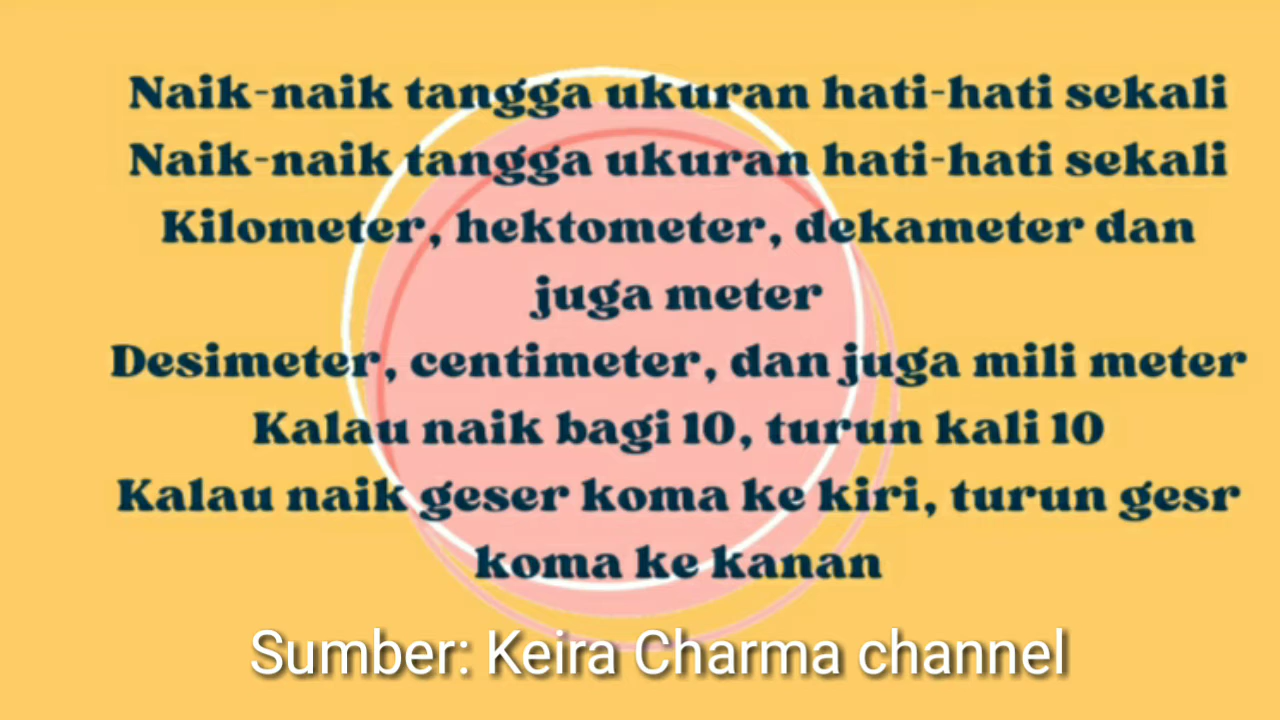 Naik-naik tangga ukuran hati-hati sekali
Naik-naik tangga ukuran hati-hati sekali
Kilometer, hektometer, dekameter dan
juga meter
Desimeter, centimeter, dan juga mili meter
Kalau naik bagi 10, turun kali 10
Kalau naik geser koma ke kiri, turun gesr
koma ke kanan
Sumber: Keira Charma channel